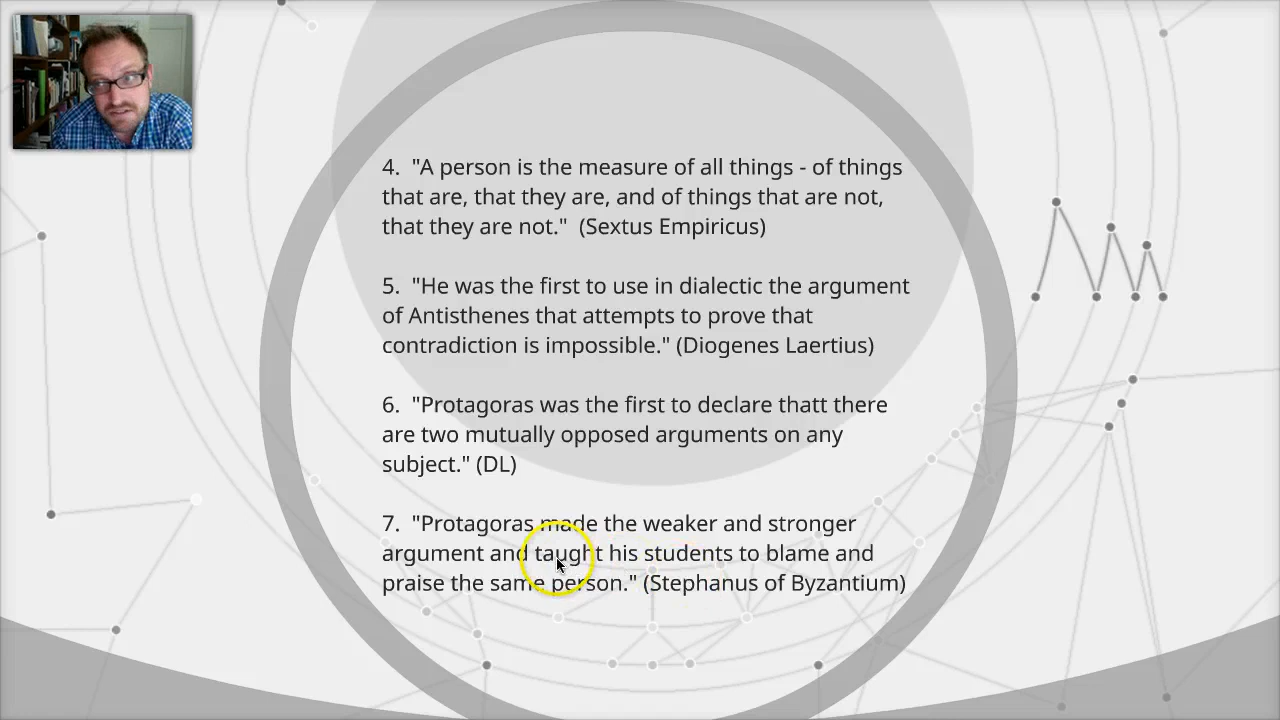 4.  "A person is the measure of all things - of things
that are, that they are, and of things that are not,
that they are not."  (Sextus Empiricus)
5.  "He was the first to use in dialectic the argument
of Antisthenes that attempts to prove that
contradiction is impossible." (Diogenes Laertius)
6.  "Protagoras was the first to declare thatt there
are two mutually opposed arguments on any
subject." (DL)
7.  "Protagoras made the weaker and stronger
argument and taught his students to blame and
praise the same person." (Stephanus of Byzantium)